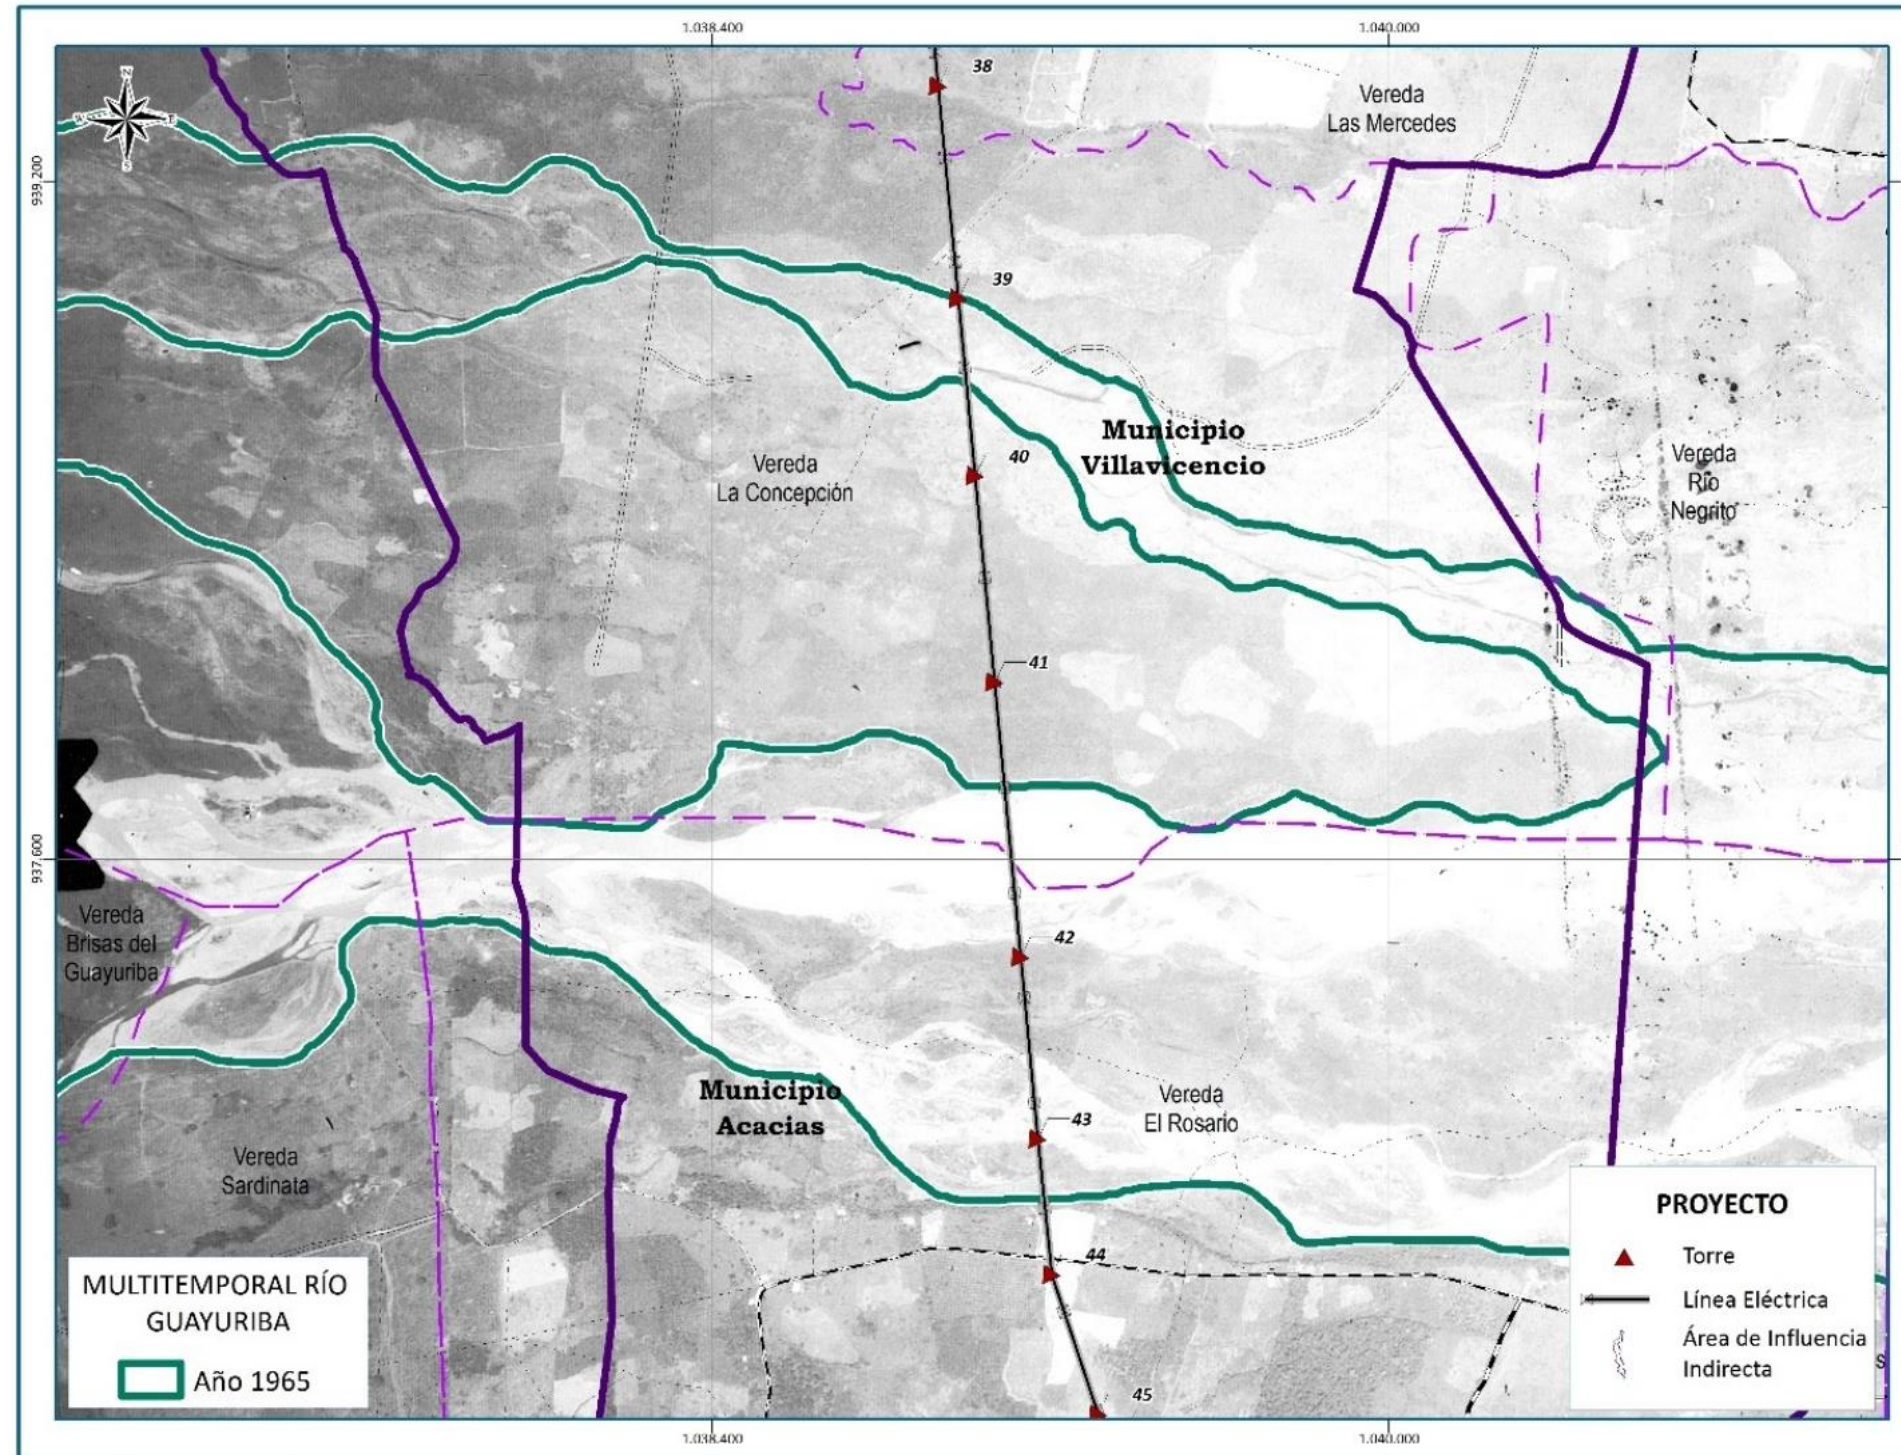 1.038.400
1.040.000
N
W
E
S
38
Vereda
Las Mercedes
939.200
39
Municipio
Villavicencio
40
Vereda
La Concepción
Vereda
Río
Negrito
41
937.600
Vereda
Brisas del
Guayuriba
42
Municipio
Acacias
43
Vereda
El Rosario
Vereda
Sardinata
44
45
MULTITEMPORAL RÍO
GUAYURIBA
Año 1965
PROYECTO
Torre
Línea Eléctrica
Área de Influencia
Indirecta
S
1.038.400
1.040.000